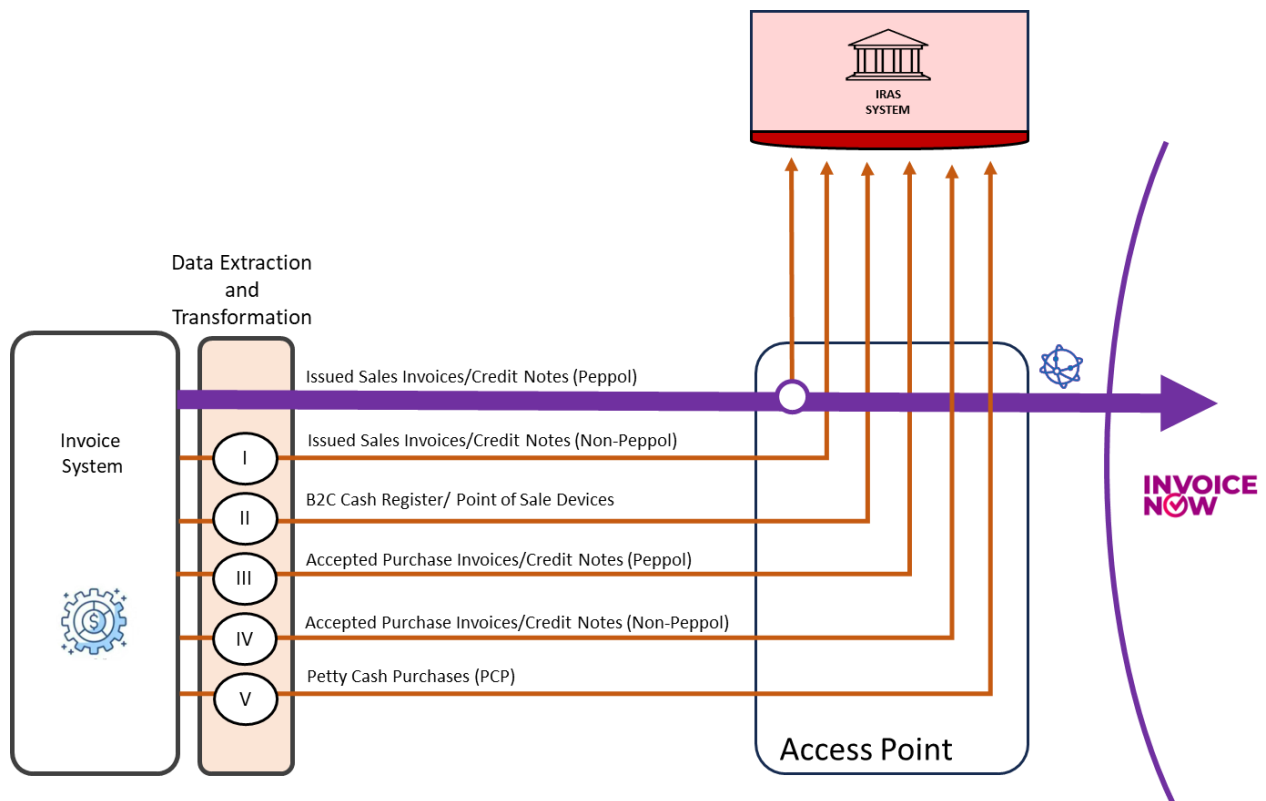 IRAS
SYSTEM
Data Extraction
and
Transformation
Issued Sales Invoices/Credit Notes (Peppol)
Invoice
System
I
Issued Sales Invoices/Credit Notes (Non-Peppol)
II
B2C Cash Register/ Point of Sale Devices
INVOICE
NOW
III
Accepted Purchase Invoices/Credit Notes (Peppol)
$
IV
Accepted Purchase Invoices/Credit Notes (Non-Peppol)
V
Petty Cash Purchases (PCP)
Access Point